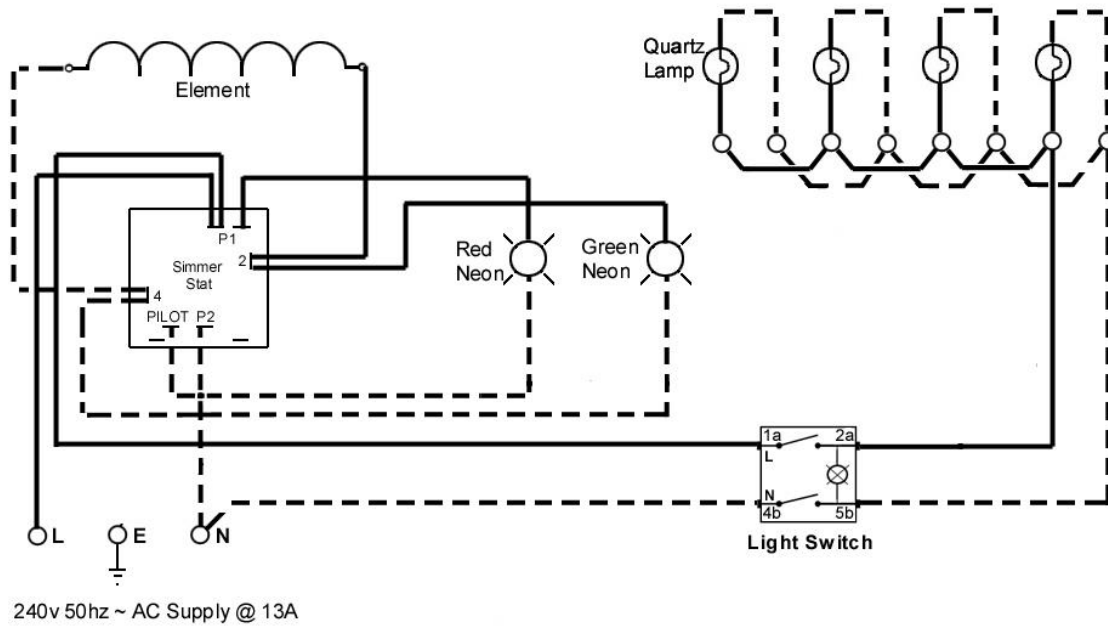 Quartz
Lamp
Element
P1
2
Simmer
Stat
4
PILOT P2
Red
Neon
Green
Neon
1a 2a
L
N
4b 5b
Light Switch
L E N
240v 50hz ~ AC Supply @ 13A